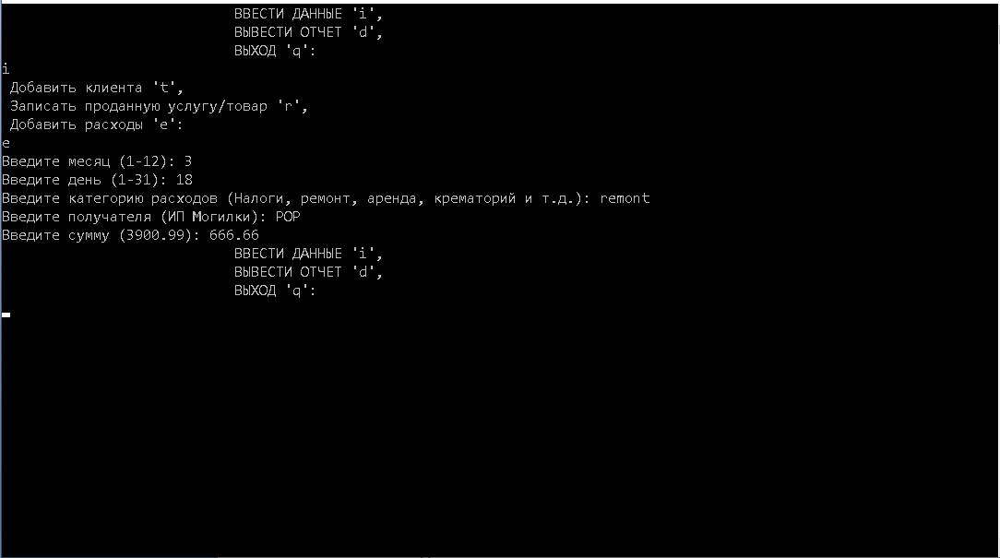 ВВЕСТИ ДАННЫЕ 'i',
ВЫВЕСТИ ОТЧЕТ 'd',
ВЫХОД 'q':
i
Добавить клиента 't',
Записать проданную услугу/товар 'r',
Добавить расходы 'e':
e
Введите месяц (1-12): 3
Введите день (1-31): 18
Введите категорию расходов (Налоги, ремонт, аренда, крематорий и т.д.): remont
Введите получателя (ИП Могилки): POP
Введите сумму (3900.99): 666.66
ВВЕСТИ ДАННЫЕ 'i',
ВЫВЕСТИ ОТЧЕТ 'd',
ВЫХОД 'q':